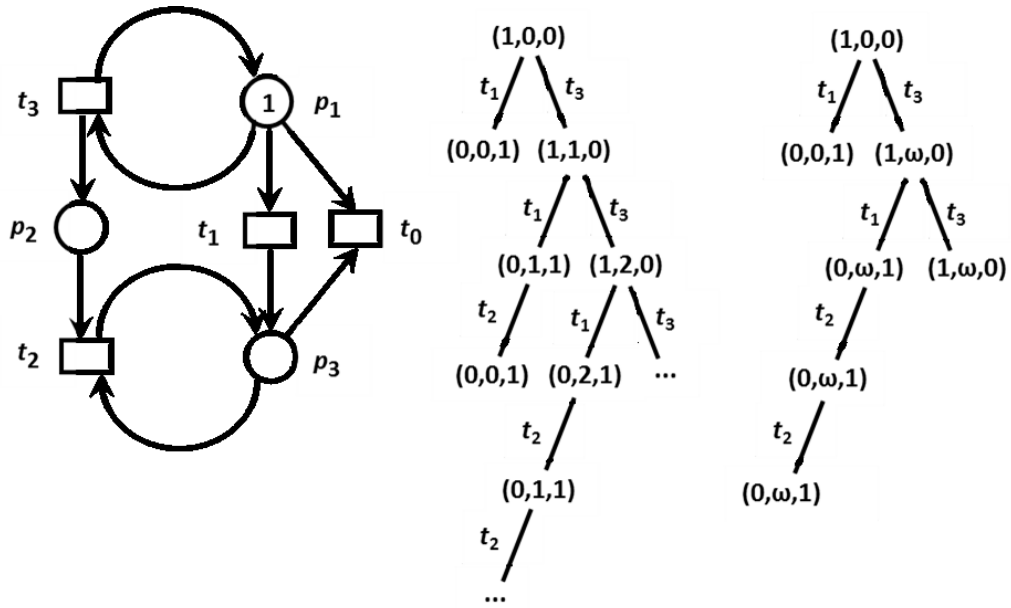 t₃
1
p₁
p₂
t₁
t₀
t₂
p₃
(1,0,0)
t₁ t₃
(0,0,1) (1,1,0)
t₁ t₃
(0,1,1) (1,2,0)
t₂ t₁ t₃
(0,0,1) (0,2,1) ...
t₂
(0,1,1)
t₂
...
(1,0,0)
t₁ t₃
(0,0,1) (1,ω,0)
t₁ t₃
(0,ω,1) (1,ω,0)
t₂
(0,ω,1)
t₂
(0,ω,1)